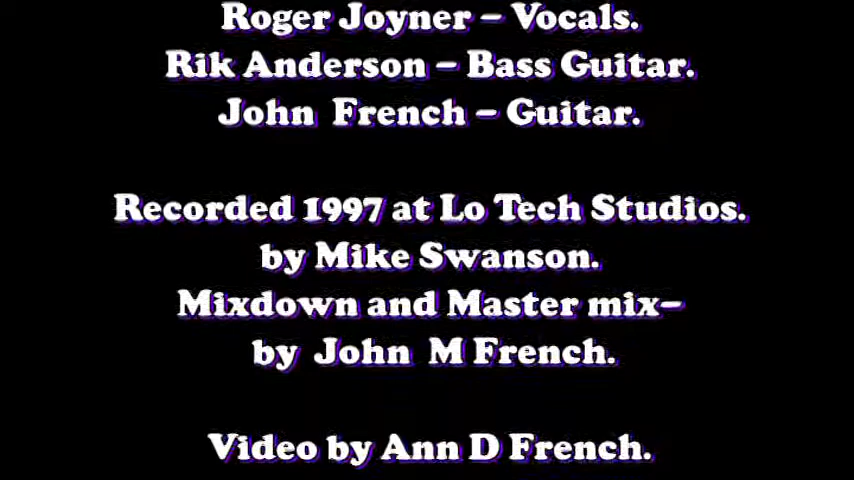 Roger Joyner – Vocals.
Rik Anderson – Bass Guitar.
John French – Guitar.
Recorded 1997 at Lo Tech Studios.
by Mike Swanson.
Mixdown and Master mix–
by John M French.
Video by Ann D French.